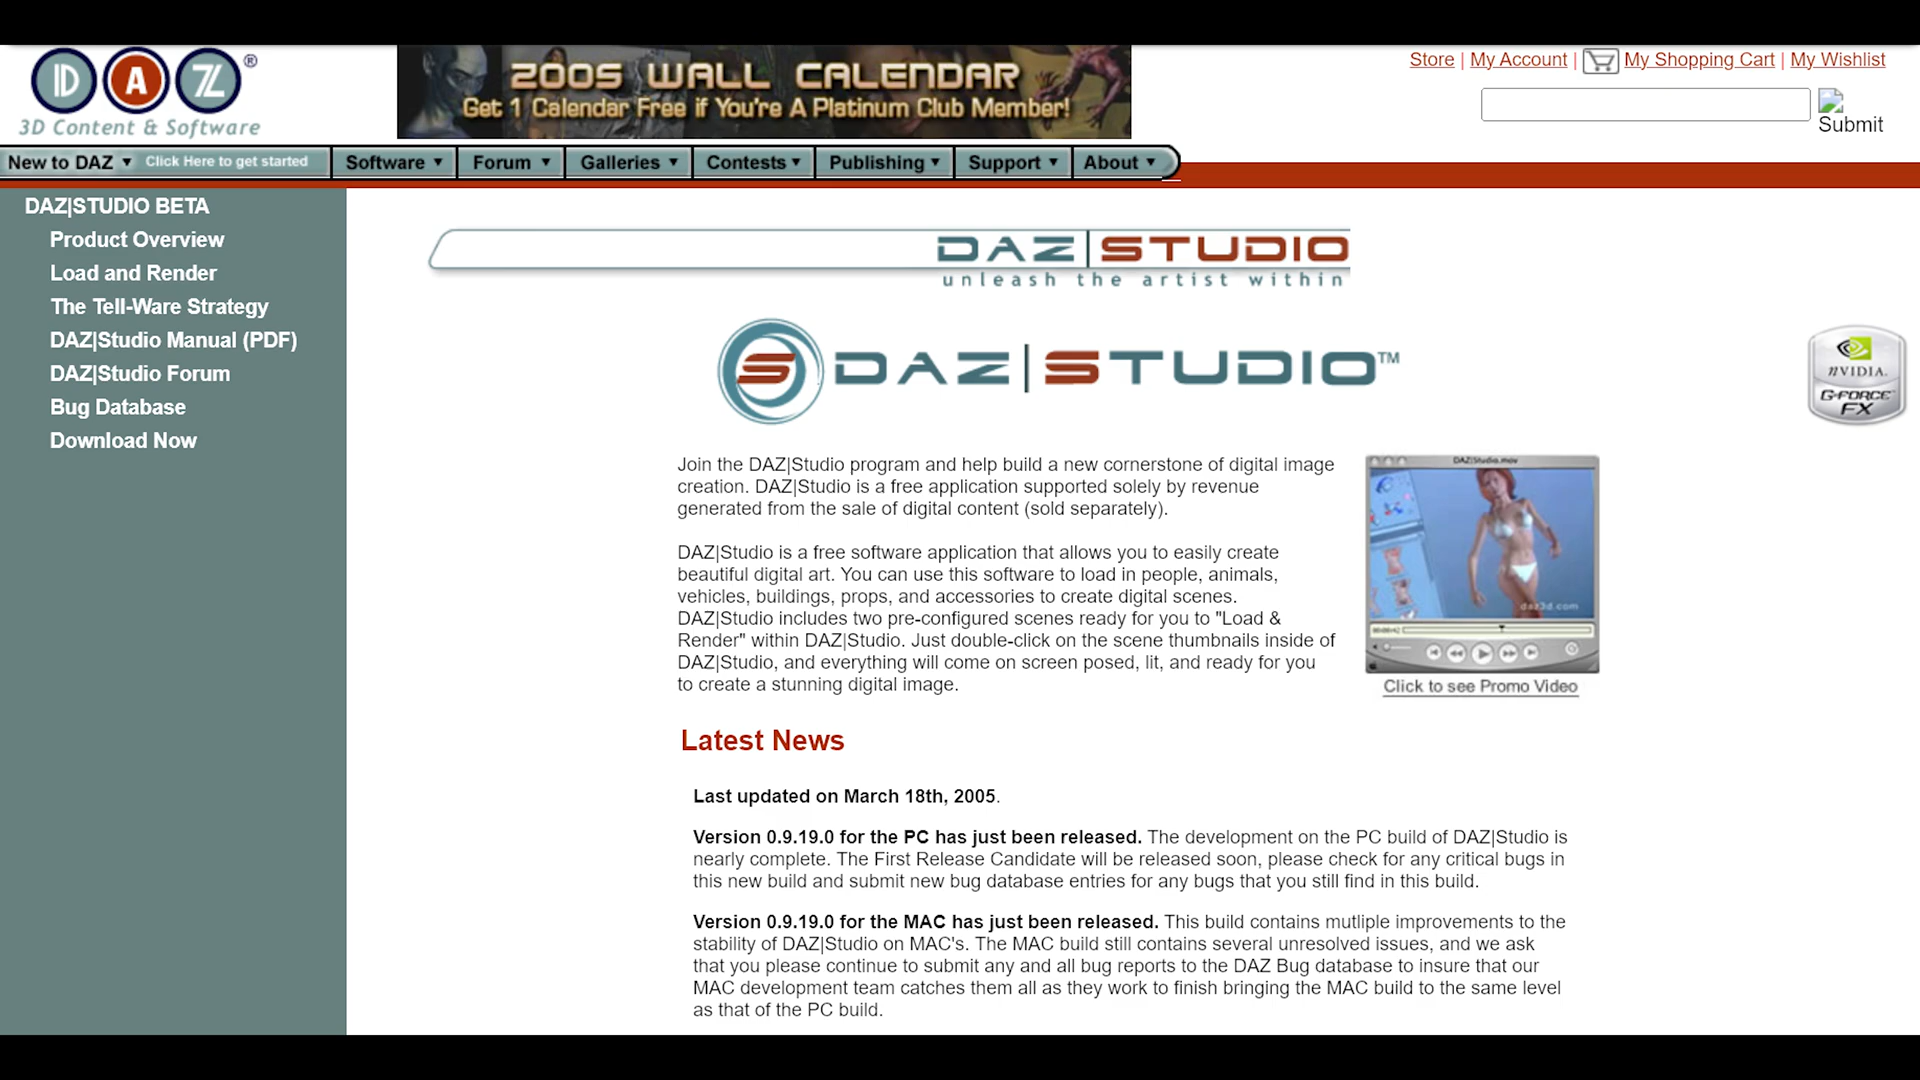 DAZ®
3D Content & Software
2005 WALL CALENDAR
Get 1 Calendar Free if You're A Platinum Club Member!
Store | My Account | My Shopping Cart | My Wishlist
Submit
New to DAZ ▼ Click Here to get started
Software ▼
Forum ▼
Galleries ▼
Contests ▼
Publishing ▼
Support ▼
About ▼
DAZ|STUDIO BETA
Product Overview
Load and Render
The Tell-Ware Strategy
DAZ|Studio Manual (PDF)
DAZ|Studio Forum
Bug Database
Download Now
DAZ|STUDIO
unleash the artist within
S DAZ|STUDIO™
nVIDIA.
G-FORCE™
FX
Join the DAZ|Studio program and help build a new cornerstone of digital image
creation. DAZ|Studio is a free application supported solely by revenue
generated from the sale of digital content (sold separately).
DAZ|Studio is a free software application that allows you to easily create
beautiful digital art. You can use this software to load in people, animals,
vehicles, buildings, props, and accessories to create digital scenes.
DAZ|Studio includes two pre-configured scenes ready for you to "Load &
Render" within DAZ|Studio. Just double-click on the scene thumbnails inside of
DAZ|Studio, and everything will come on screen posed, lit, and ready for you
to create a stunning digital image.
DAZ|Studio.mov
daz3d.com
Click to see Promo Video
Latest News
Last updated on March 18th, 2005.
Version 0.9.19.0 for the PC has just been released. The development on the PC build of DAZ|Studio is
nearly complete. The First Release Candidate will be released soon, please check for any critical bugs in
this new build and submit new bug database entries for any bugs that you still find in this build.
Version 0.9.19.0 for the MAC has just been released. This build contains mutliple improvements to the
stability of DAZ|Studio on MAC's. The MAC build still contains several unresolved issues, and we ask
that you please continue to submit any and all bug reports to the DAZ Bug database to insure that our
MAC development team catches them all as they work to finish bringing the MAC build to the same level
as that of the PC build.